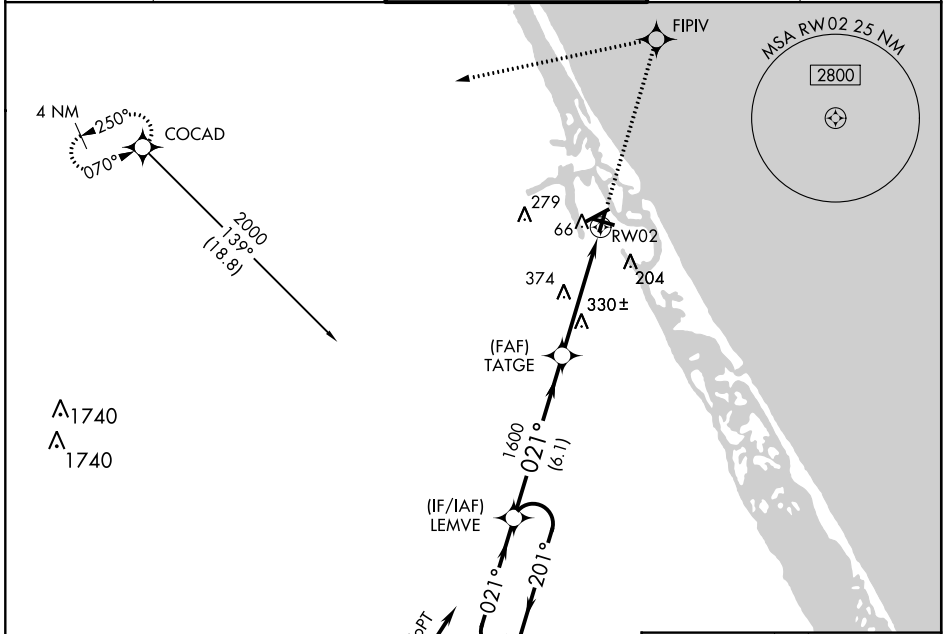 FIPIV
MSA RW02 25 NM
2800
4 NM
250°
070°
COCAD
2000
139°
(18.8)
279
66
RW02
204
374
330±
(FAF)
TATGE
1740
1740
1600
021°
(6.1)
(IF/IAF)
LEMVE
021°
201°